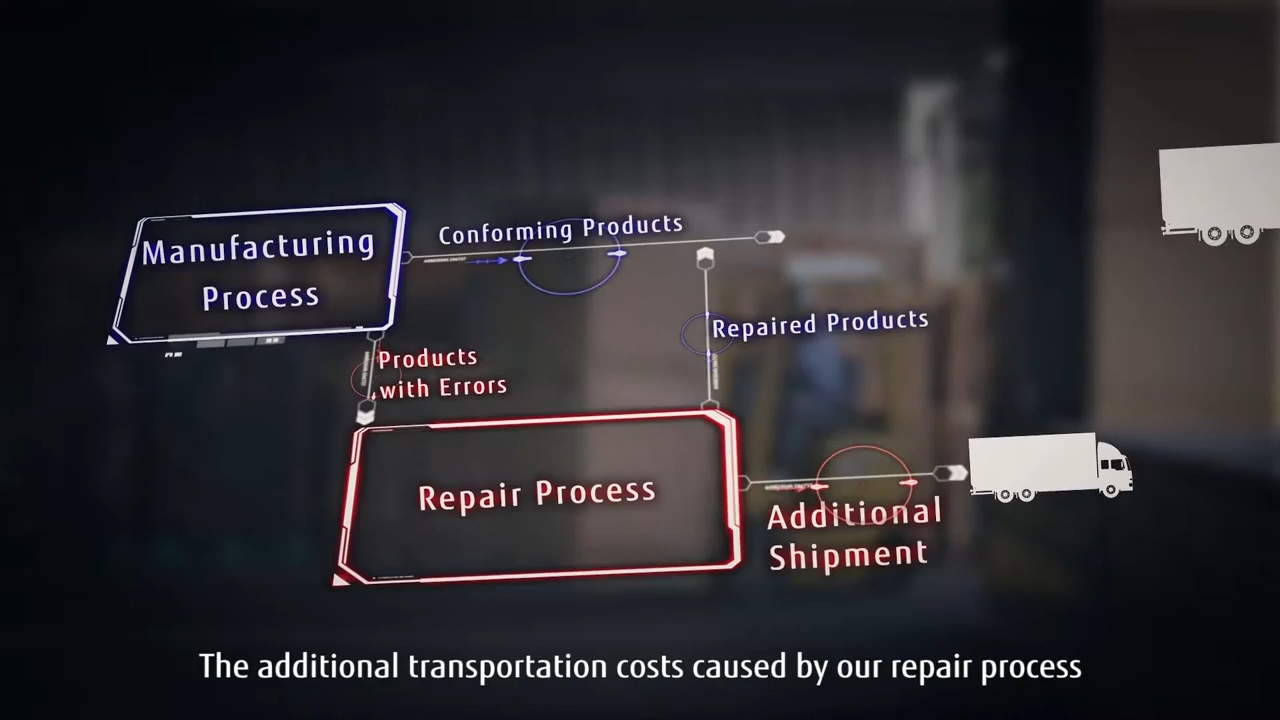 Manufacturing
Process
Conforming Products
Repaired Products
Products
with Errors
Repair Process
Additional
Shipment
The additional transportation costs caused by our repair process